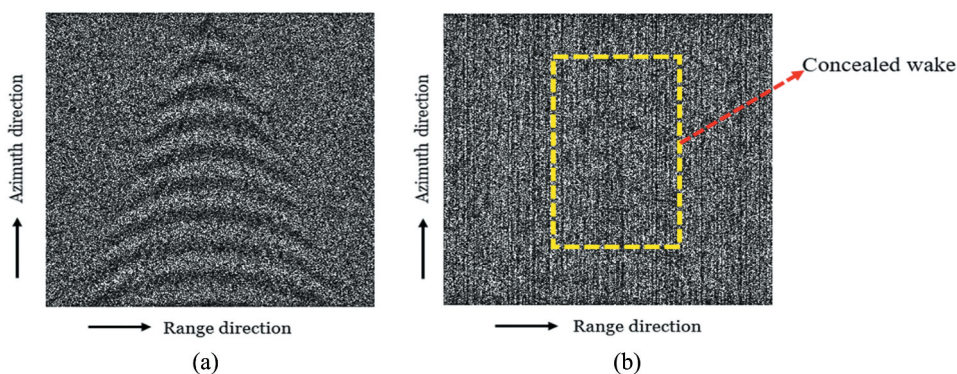 Azimuth direction
Range direction
(a)
Azimuth direction
Concealed wake
Range direction
(b)